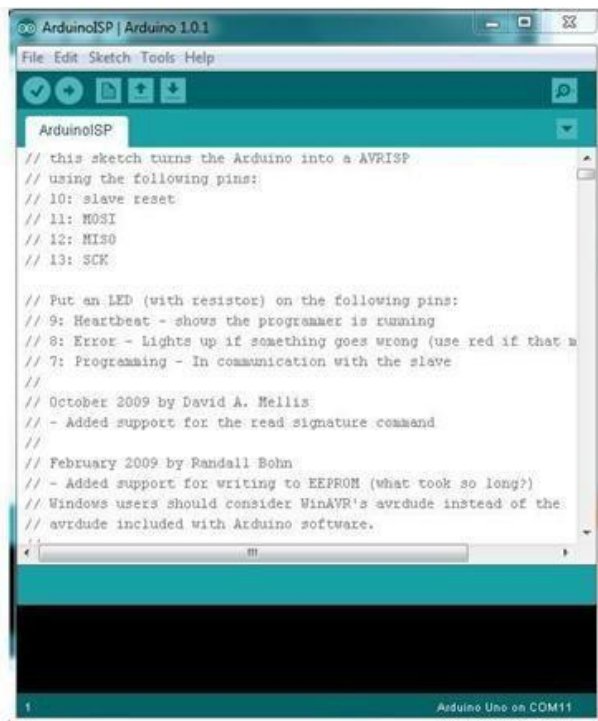 ArduinoISP | Arduino 1.0.1
File Edit Sketch Tools Help
ArduinoISP
// this sketch turns the Arduino into a AVRISP
// using the following pins:
// 10: slave reset
// 11: MOSI
// 12: MISO
// 13: SCK
// Put an LED (with resistor) on the following pins:
// 9: Heartbeat - shows the programmer is running
// 8: Error - Lights up if something goes wrong (use red if that m
// 7: Programming - In communication with the slave
//
// October 2009 by David A. Mellis
// - Added support for the read signature command
//
// February 2009 by Randall Bohn
// - Added support for writing to EEPROM (what took so long?)
// Windows users should consider WinAVR's avrdude instead of the
// avrdude included with Arduino software.
//
1
Arduino Uno on COM11